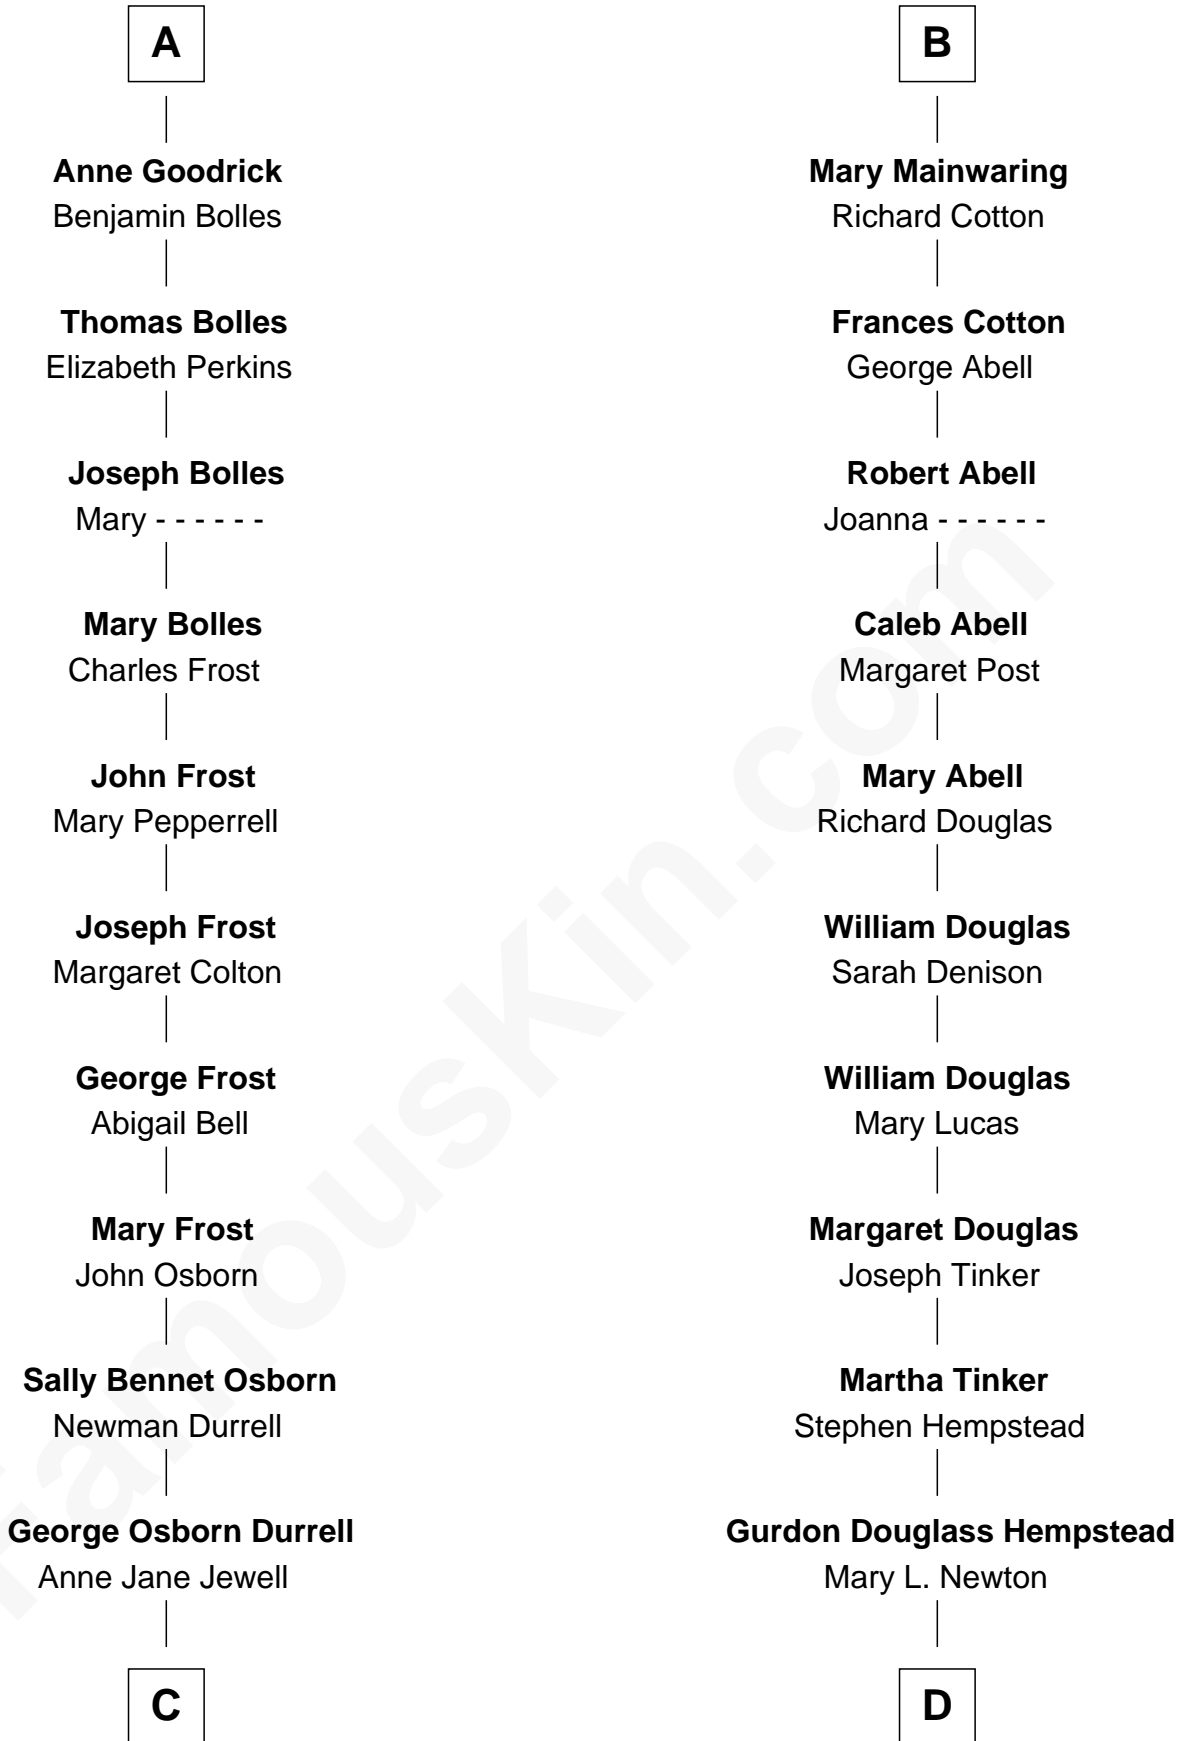 A
Anne Goodrick
Benjamin Bolles
Thomas Bolles
Elizabeth Perkins
Joseph Bolles
Mary - - - - - -
Mary Bolles
Charles Frost
John Frost
Mary Pepperrell
Joseph Frost
Margaret Colton
George Frost
Abigail Bell
Mary Frost
John Osborn
Sally Bennet Osborn
Newman Durrell
George Osborn Durrell
Anne Jane Jewell
C
B
Mary Mainwaring
Richard Cotton
Frances Cotton
George Abell
Robert Abell
Joanna - - - - - -
Caleb Abell
Margaret Post
Mary Abell
Richard Douglas
William Douglas
Sarah Denison
William Douglas
Mary Lucas
Margaret Douglas
Joseph Tinker
Martha Tinker
Stephen Hempstead
Gurdon Douglass Hempstead
Mary L. Newton
D
FamousKin.com